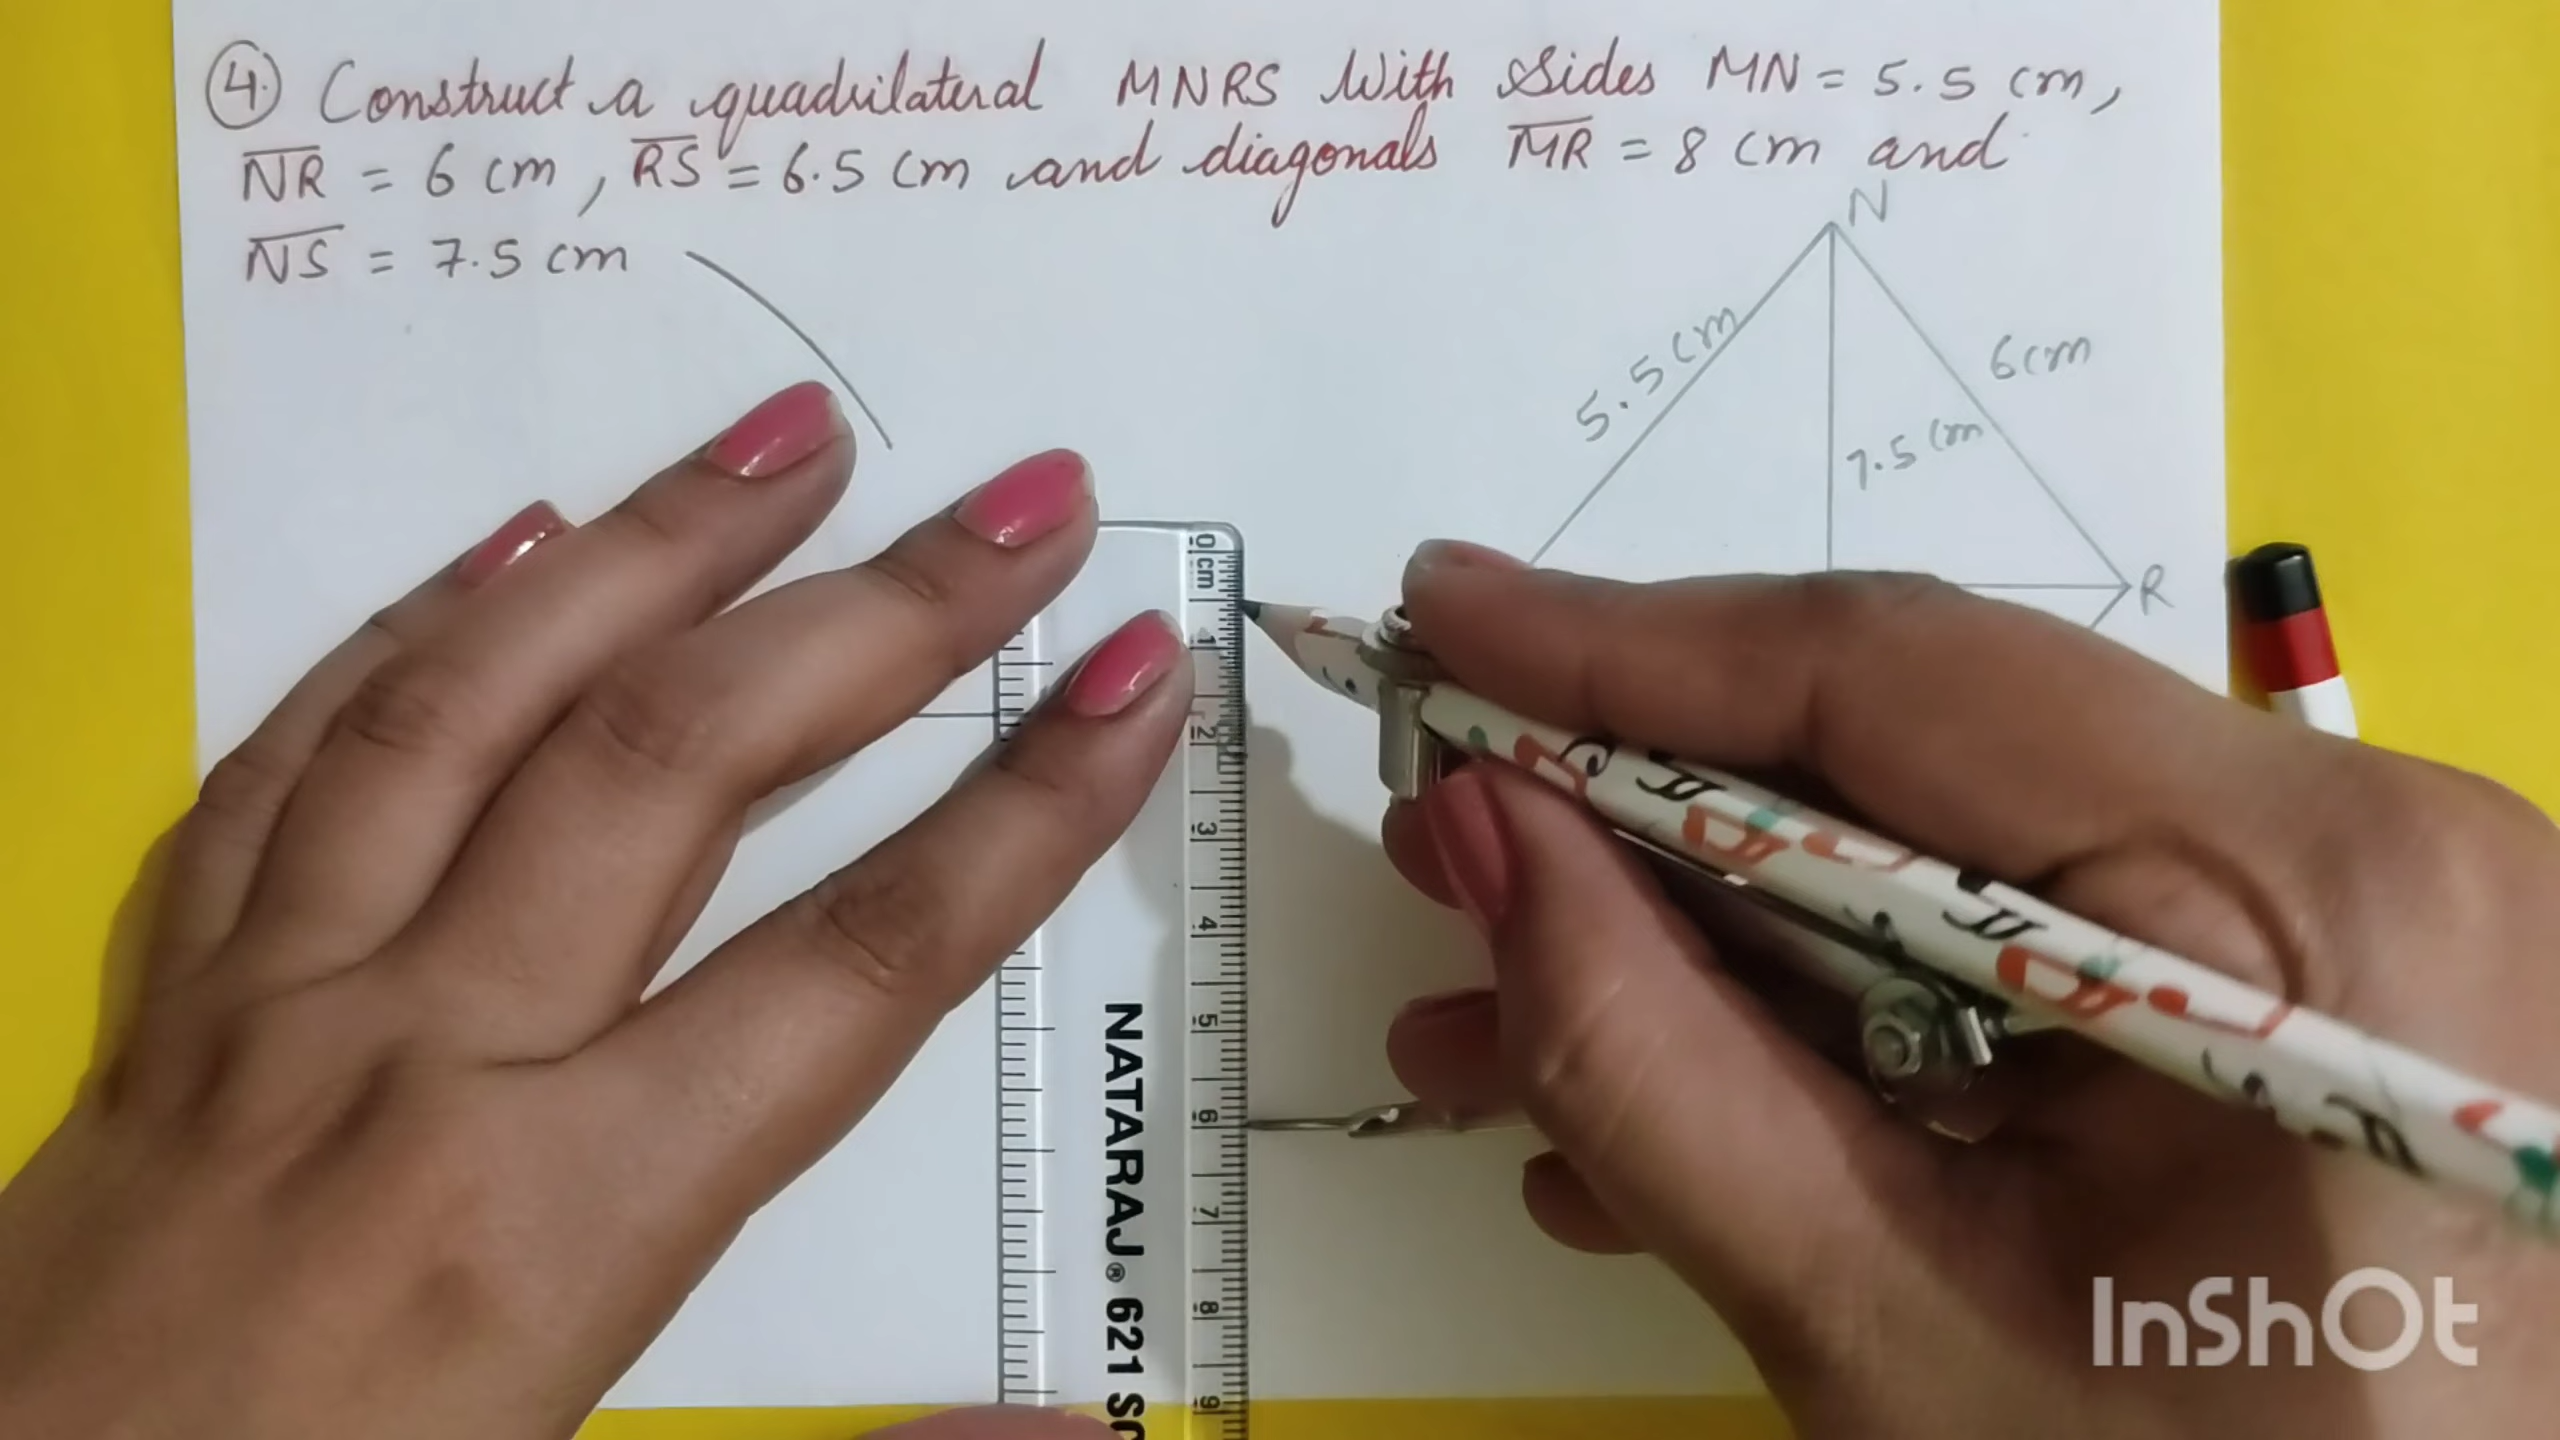 ④ Construct a quadrilateral MNRS With Sides MN = 5.5 cm,
NR = 6 cm, RS = 6.5 cm and diagonals MR = 8 cm and
NS = 7.5 cm
N
5.5 cm
6 cm
7.5 cm
R
0 cm 1 2 3 4 5 6 7 8 9
NATARAJ® 621
InShOt